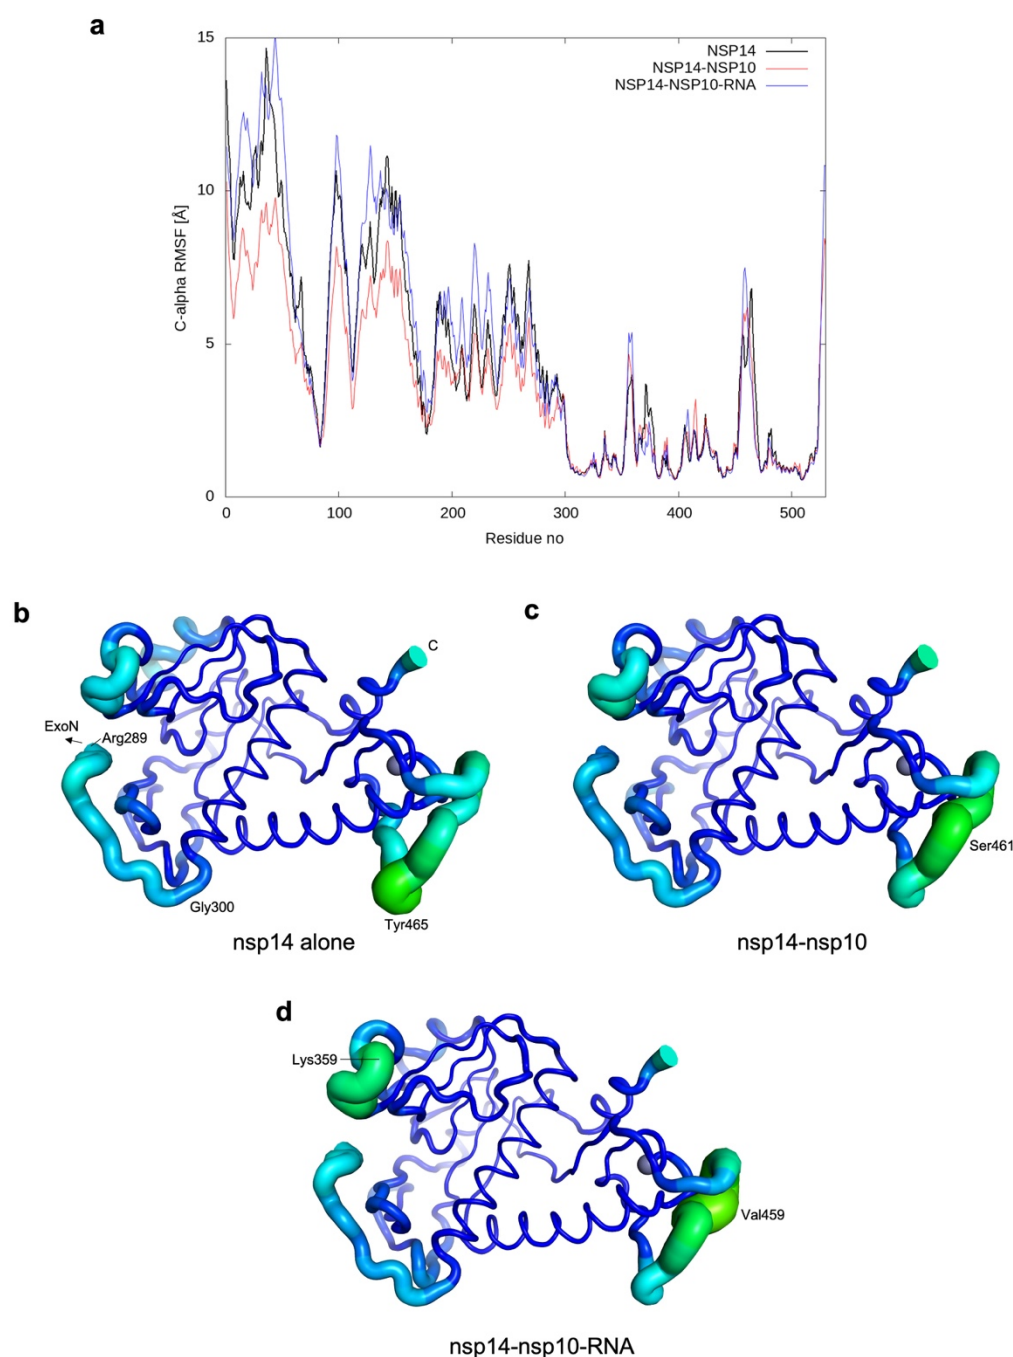 a
15
10
5
0
C-alpha RMSF [Å]
NSP14
NSP14-NSP10
NSP14-NSP10-RNA
0 100 200 300 400 500
Residue no
b
C
ExoN
Arg289
Gly300
Tyr465
nsp14 alone
c
Ser461
nsp14-nsp10
d
Lys359
Val459
nsp14-nsp10-RNA